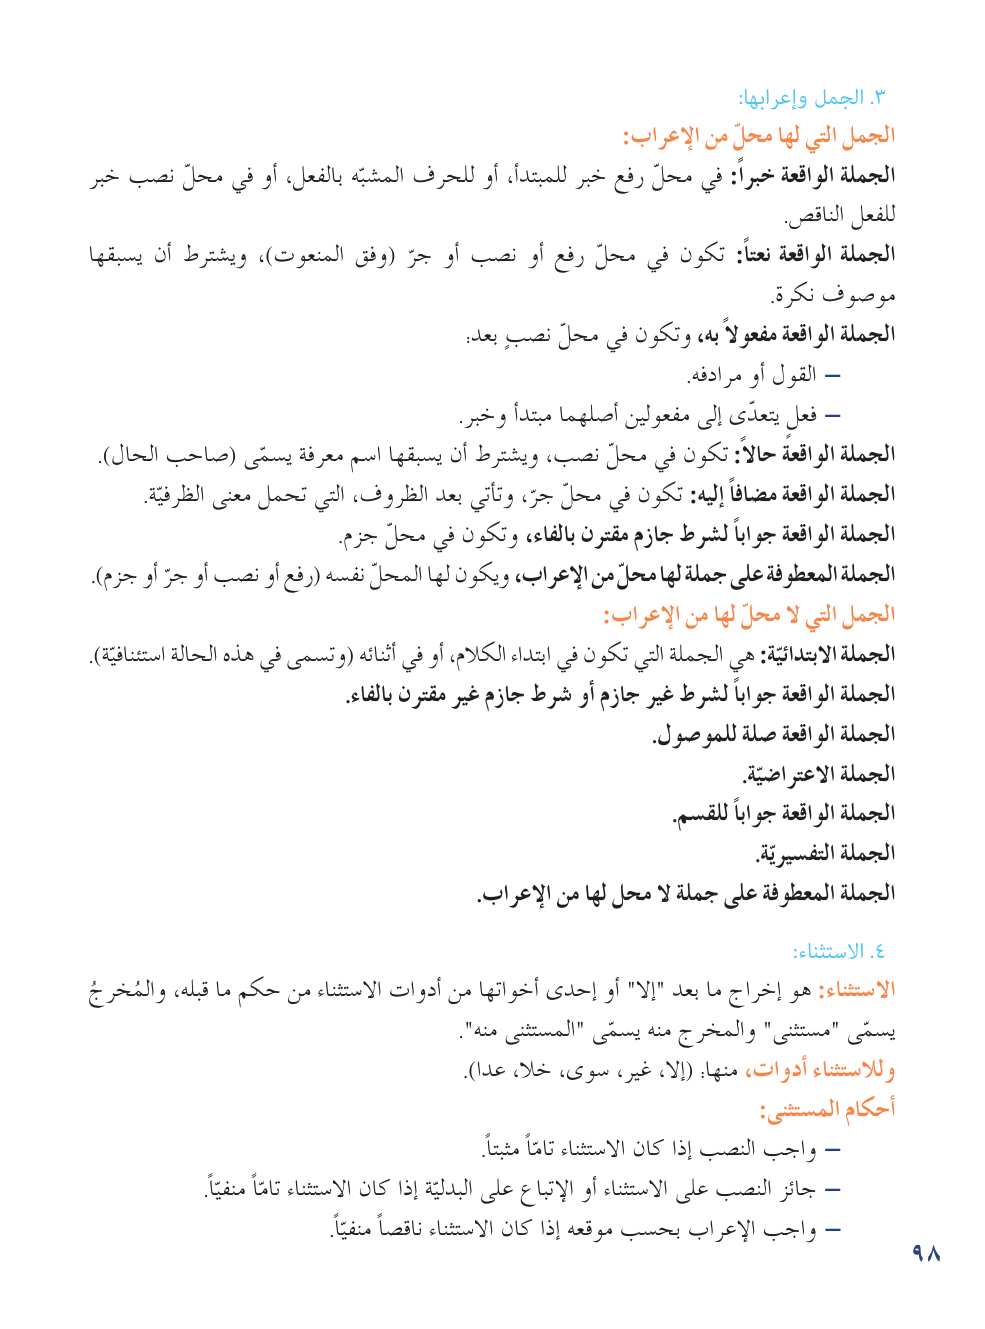 ٣. الجمل وإعرابها:
الجمل التي لها محلّ من الإعراب:
الجملة الواقعة خبراً: في محلّ رفع خبر للمبتدأ، أو للحرف المشبّه بالفعل، أو في محلّ نصب خبر
للفعل الناقص.
الجملة الواقعة نعتاً: تكون في محلّ رفع أو نصب أو جرّ (وفق المنعوت)، ويشترط أن يسبقها
موصوف نكرة.
الجملة الواقعة مفعولاً به، وتكون في محلّ نصبٍ بعد:
– القول أو مرادفه.
– فعلٍ يتعدّى إلى مفعولين أصلهما مبتدأ وخبر.
الجملة الواقعة حالاً: تكون في محلّ نصب، ويشترط أن يسبقها اسم معرفة يسمّى (صاحب الحال).
الجملة الواقعة مضافاً إليه: تكون في محلّ جرّ، وتأتي بعد الظروف، التي تحمل معنى الظرفيّة.
الجملة الواقعة جواباً لشرط جازم مقترن بالفاء، وتكون في محلّ جزم.
الجملة المعطوفة على جملة لها محلّ من الإعراب، ويكون لها المحلّ نفسه (رفع أو نصب أو جرّ أو جزم).
الجمل التي لا محلّ لها من الإعراب:
الجملة الابتدائيّة: هي الجملة التي تكون في ابتداء الكلام، أو في أثنائه (وتسمى في هذه الحالة استئنافيّة).
الجملة الواقعة جواباً لشرط غير جازم أو شرط جازم غير مقترن بالفاء.
الجملة الواقعة صلة للموصول.
الجملة الاعتراضيّة.
الجملة الواقعة جواباً للقسم.
الجملة التفسيريّة.
الجملة المعطوفة على جملة لا محل لها من الإعراب.
٤. الاستثناء:
الاستثناء: هو إخراج ما بعد "إلا" أو إحدى أخواتها من أدوات الاستثناء من حكم ما قبله، والمُخرجُ
يسمّى "مستثنى" والمخرج منه يسمّى "المستثنى منه".
وللاستثناء أدوات، منها: (إلا، غير، سوى، خلا، عدا).
أحكام المستثنى:
– واجب النصب إذا كان الاستثناء تامّاً مثبتاً.
– جائز النصب على الاستثناء أو الإتباع على البدليّة إذا كان الاستثناء تامّاً منفيّاً.
– واجب الإعراب بحسب موقعه إذا كان الاستثناء ناقصاً منفيّاً.
٩٨